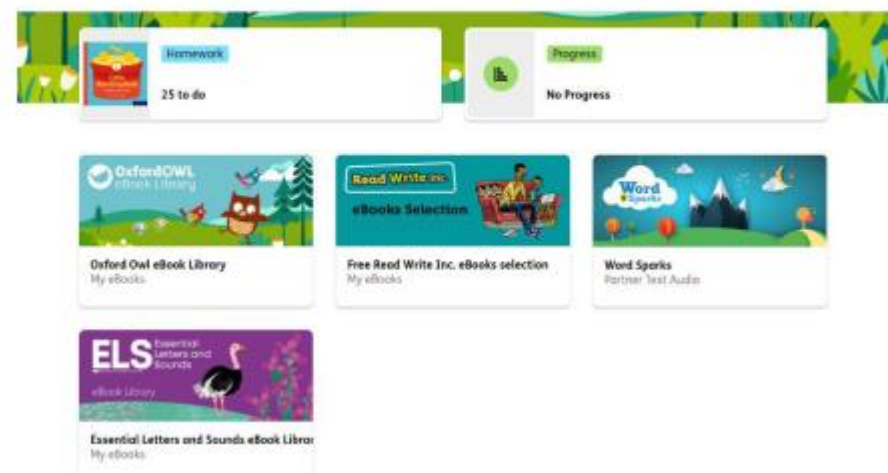 Homework
25 to do
Progress
No Progress
OxfordOWL
eBook Library
Oxford Owl eBook Library
My eBooks
Read Write Inc.
eBooks Selection
Free Read Write Inc. eBooks selection
My eBooks
Word
Sparks
Word Sparks
Partner Text Audio
ELS
Essential
Letters and
Sounds
eBook Library
Essential Letters and Sounds eBook Librar
My eBooks